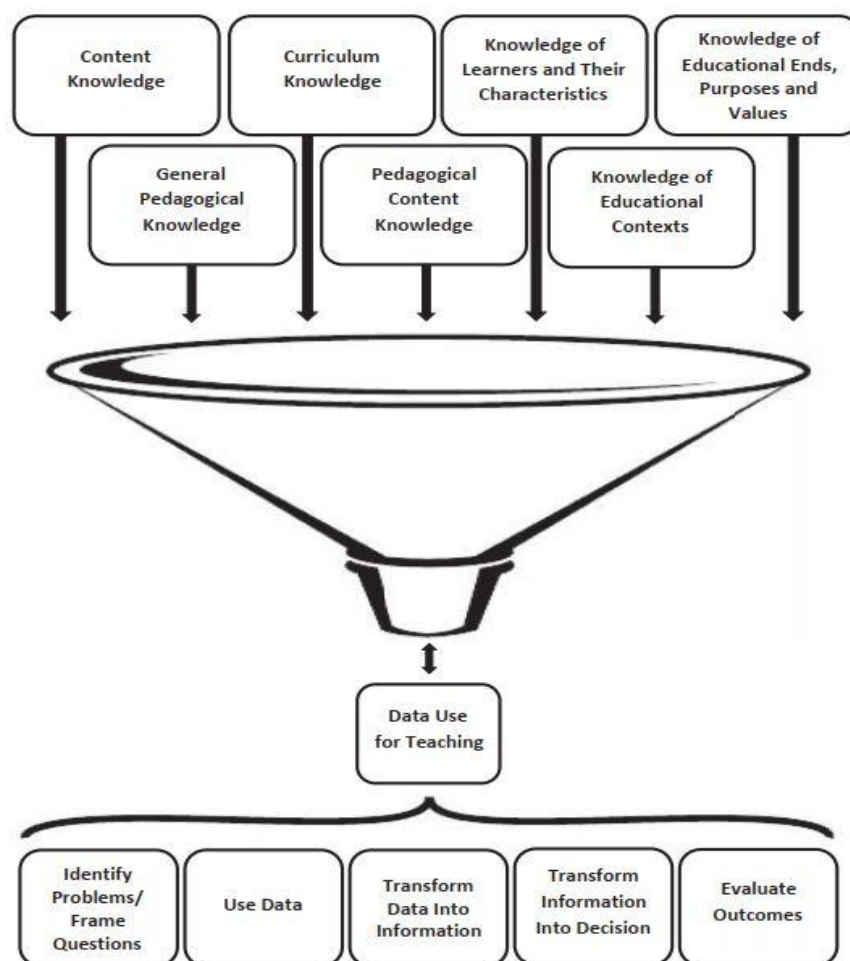 Content
Knowledge
Curriculum
Knowledge
Knowledge of
Learners and Their
Characteristics
Knowledge of
Educational Ends,
Purposes and
Values
General
Pedagogical
Knowledge
Pedagogical
Content
Knowledge
Knowledge of
Educational
Contexts
Data Use
for Teaching
Identify
Problems/
Frame
Questions
Use Data
Transform
Data Into
Information
Transform
Information
Into Decision
Evaluate
Outcomes